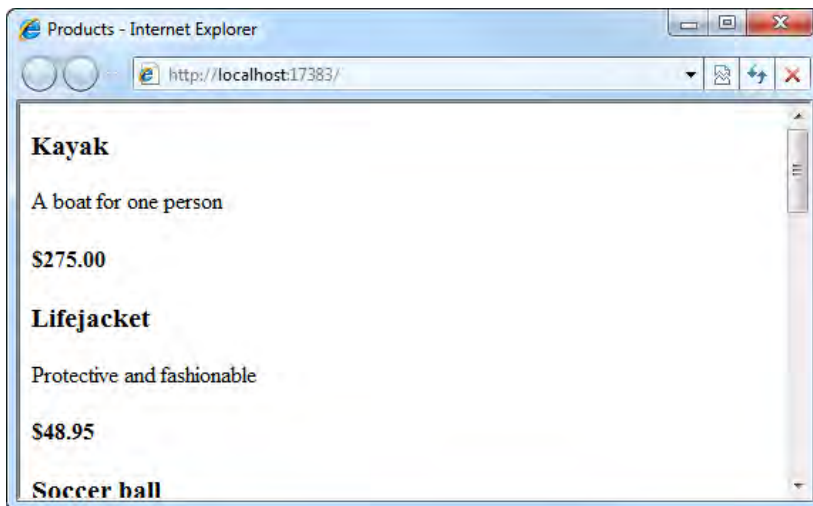 Products - Internet Explorer
http://localhost:17383/
Kayak
A boat for one person
$275.00
Lifejacket
Protective and fashionable
$48.95
Soccer ball